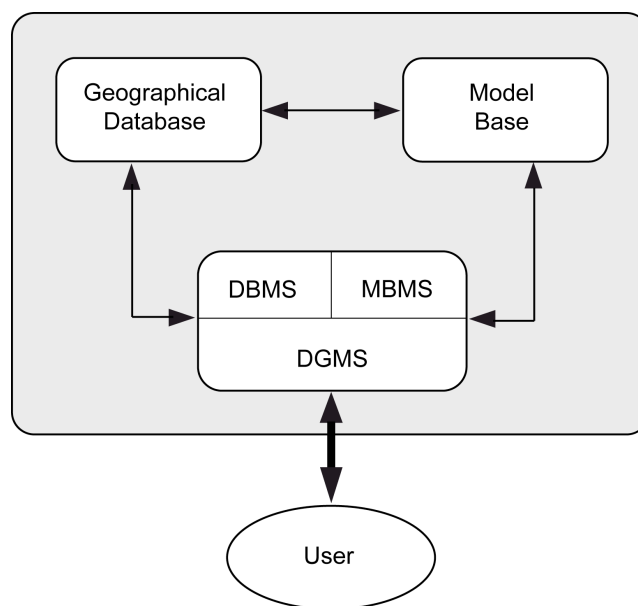 Geographical
Database
Model
Base
DBMS
MBMS
DGMS
User